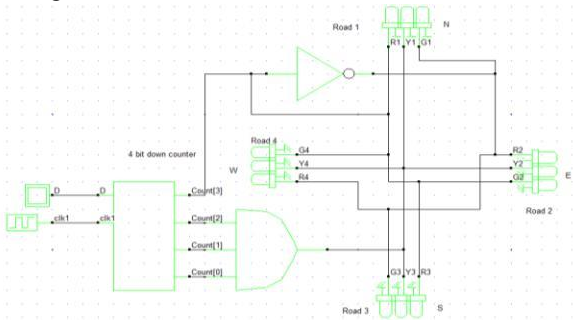 Road 1 N
R1 Y1 G1
Road 4
4 bit down counter
G4
R2
W Y4
Y2
E
R4
G2
D D Count[3]
Road 2
clk1 clk1 Count[2]
Count[1]
Count[0]
G3 Y3 R3
Road 3 S